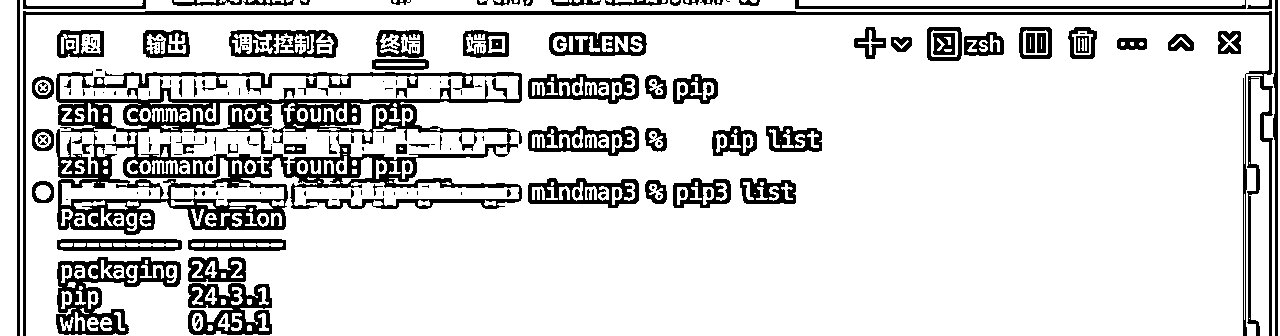 问题 输出 调试控制台 终端 端口 GITLENS zsh
mindmap3 % pip
zsh: command not found: pip
mindmap3 %    pip list
zsh: command not found: pip
mindmap3 % pip3 list
Package    Version
---------- -------
packaging  24.2
pip        24.3.1
wheel      0.45.1